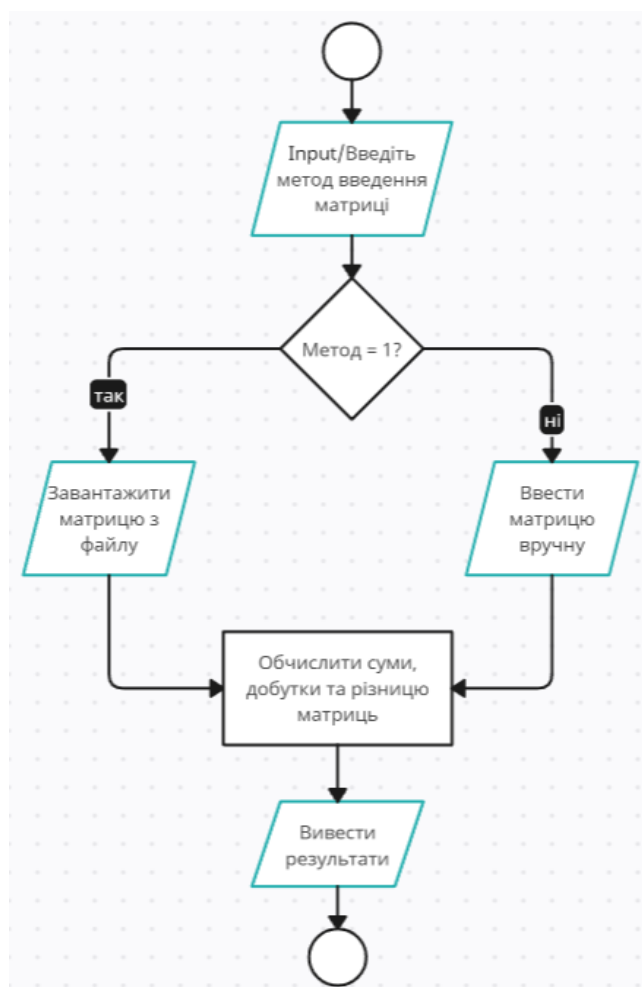 Input/Введіть
метод введення
матриці
Метод = 1?
так
ні
Завантажити
матрицю з
файлу
Ввести
матрицю
вручну
Обчислити суми,
добутки та різницю
матриць
Вивести
результати